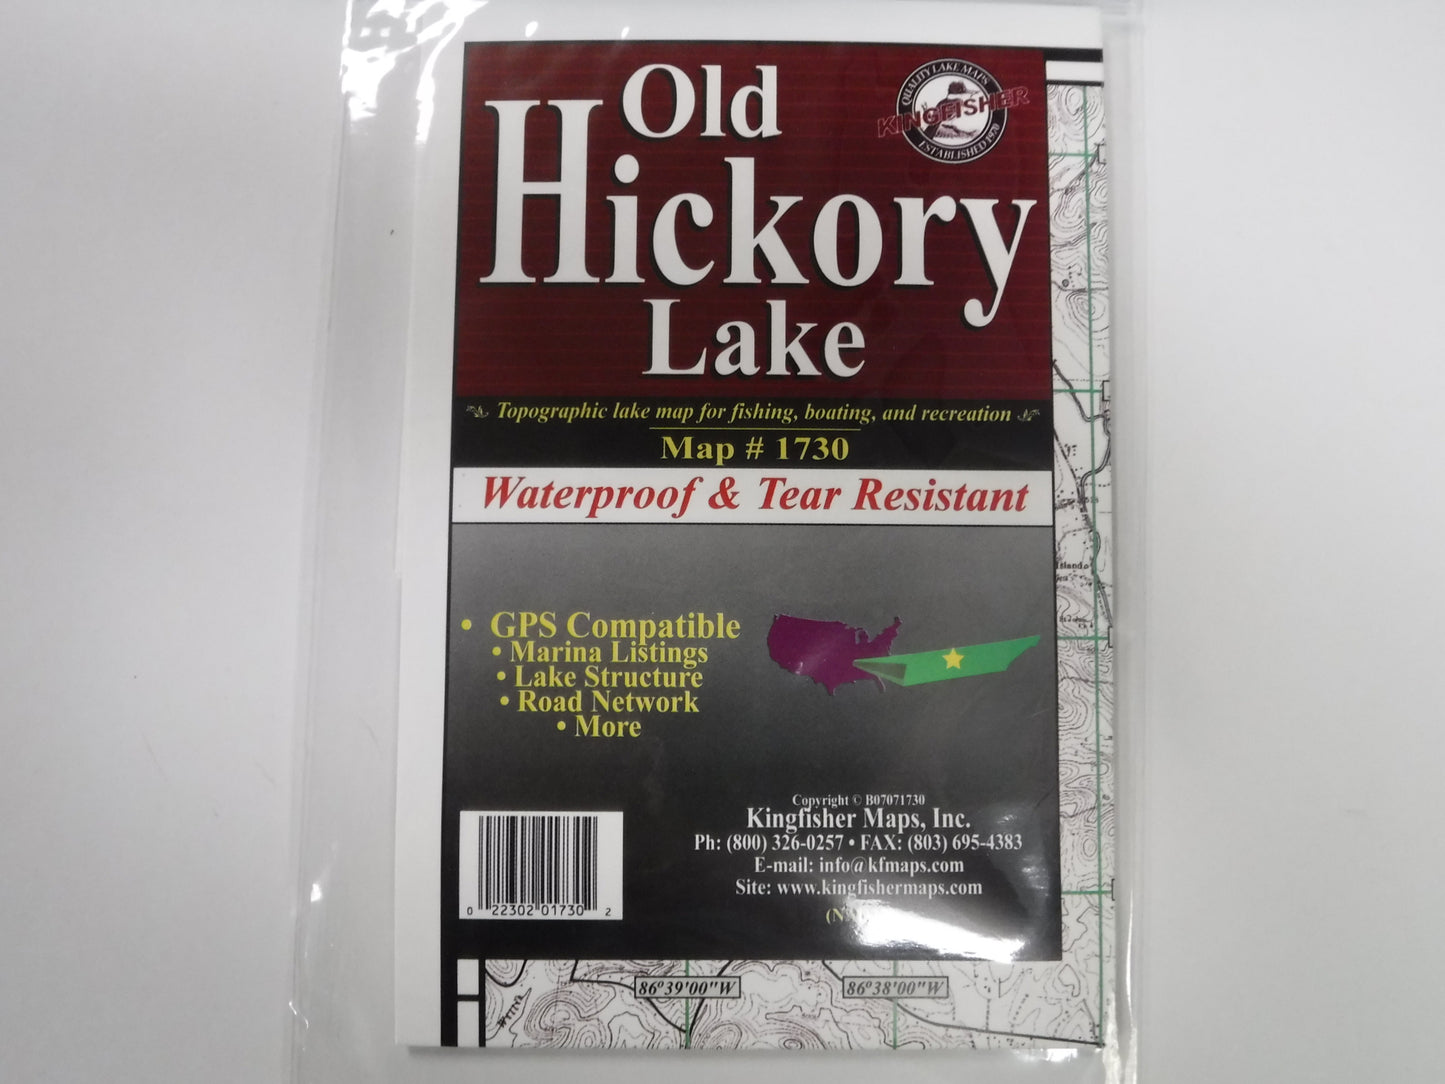 Old
Hickory
Lake
QUALITY LAKE MAPS
KINGFISHER
ESTABLISHED 1970
Topographic lake map for fishing, boating, and recreation
Map # 1730
Waterproof & Tear Resistant
• GPS Compatible
• Marina Listings
• Lake Structure
• Road Network
• More
Copyright © B07071730
Kingfisher Maps, Inc.
Ph: (800) 326-0257 • FAX: (803) 695-4383
E-mail: info@kfmaps.com
Site: www.kingfishermaps.com
0 22302 01730 2
86°39'00"W
86°38'00"W